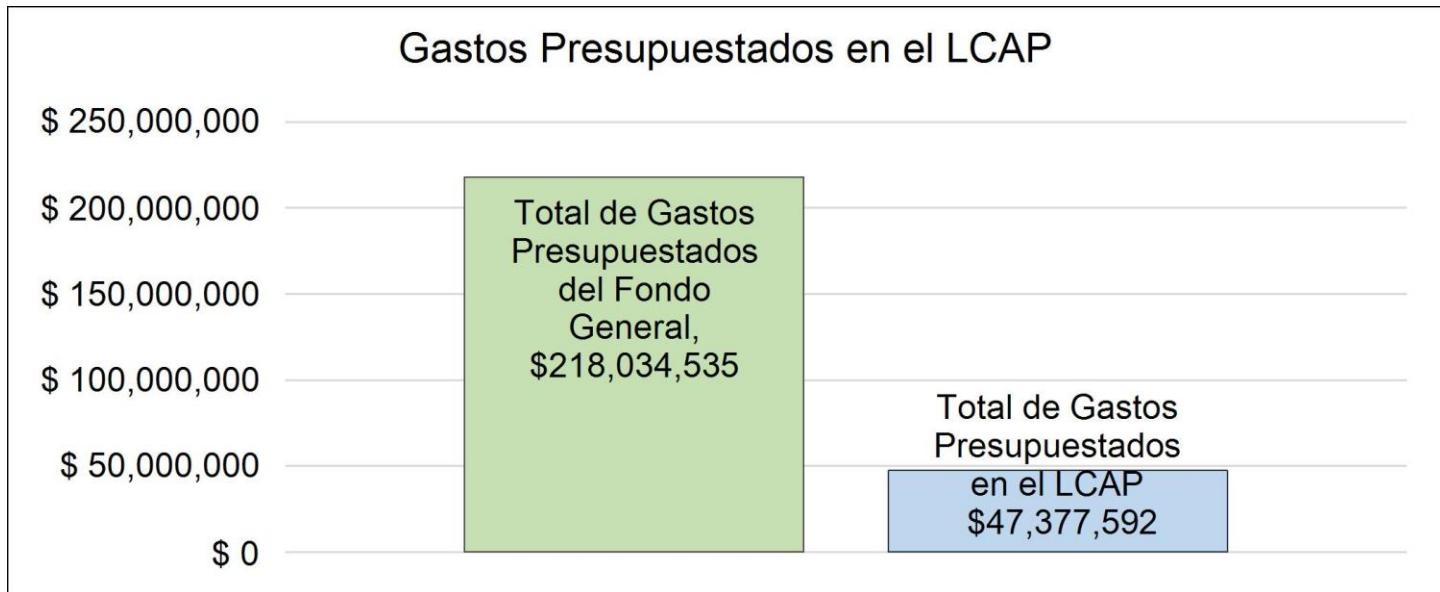 Gastos Presupuestados en el LCAP
$ 250,000,000
$ 200,000,000
$ 150,000,000
$ 100,000,000
$ 50,000,000
$ 0
Total de Gastos
Presupuestados
del Fondo
General,
$218,034,535
Total de Gastos
Presupuestados
en el LCAP
$47,377,592